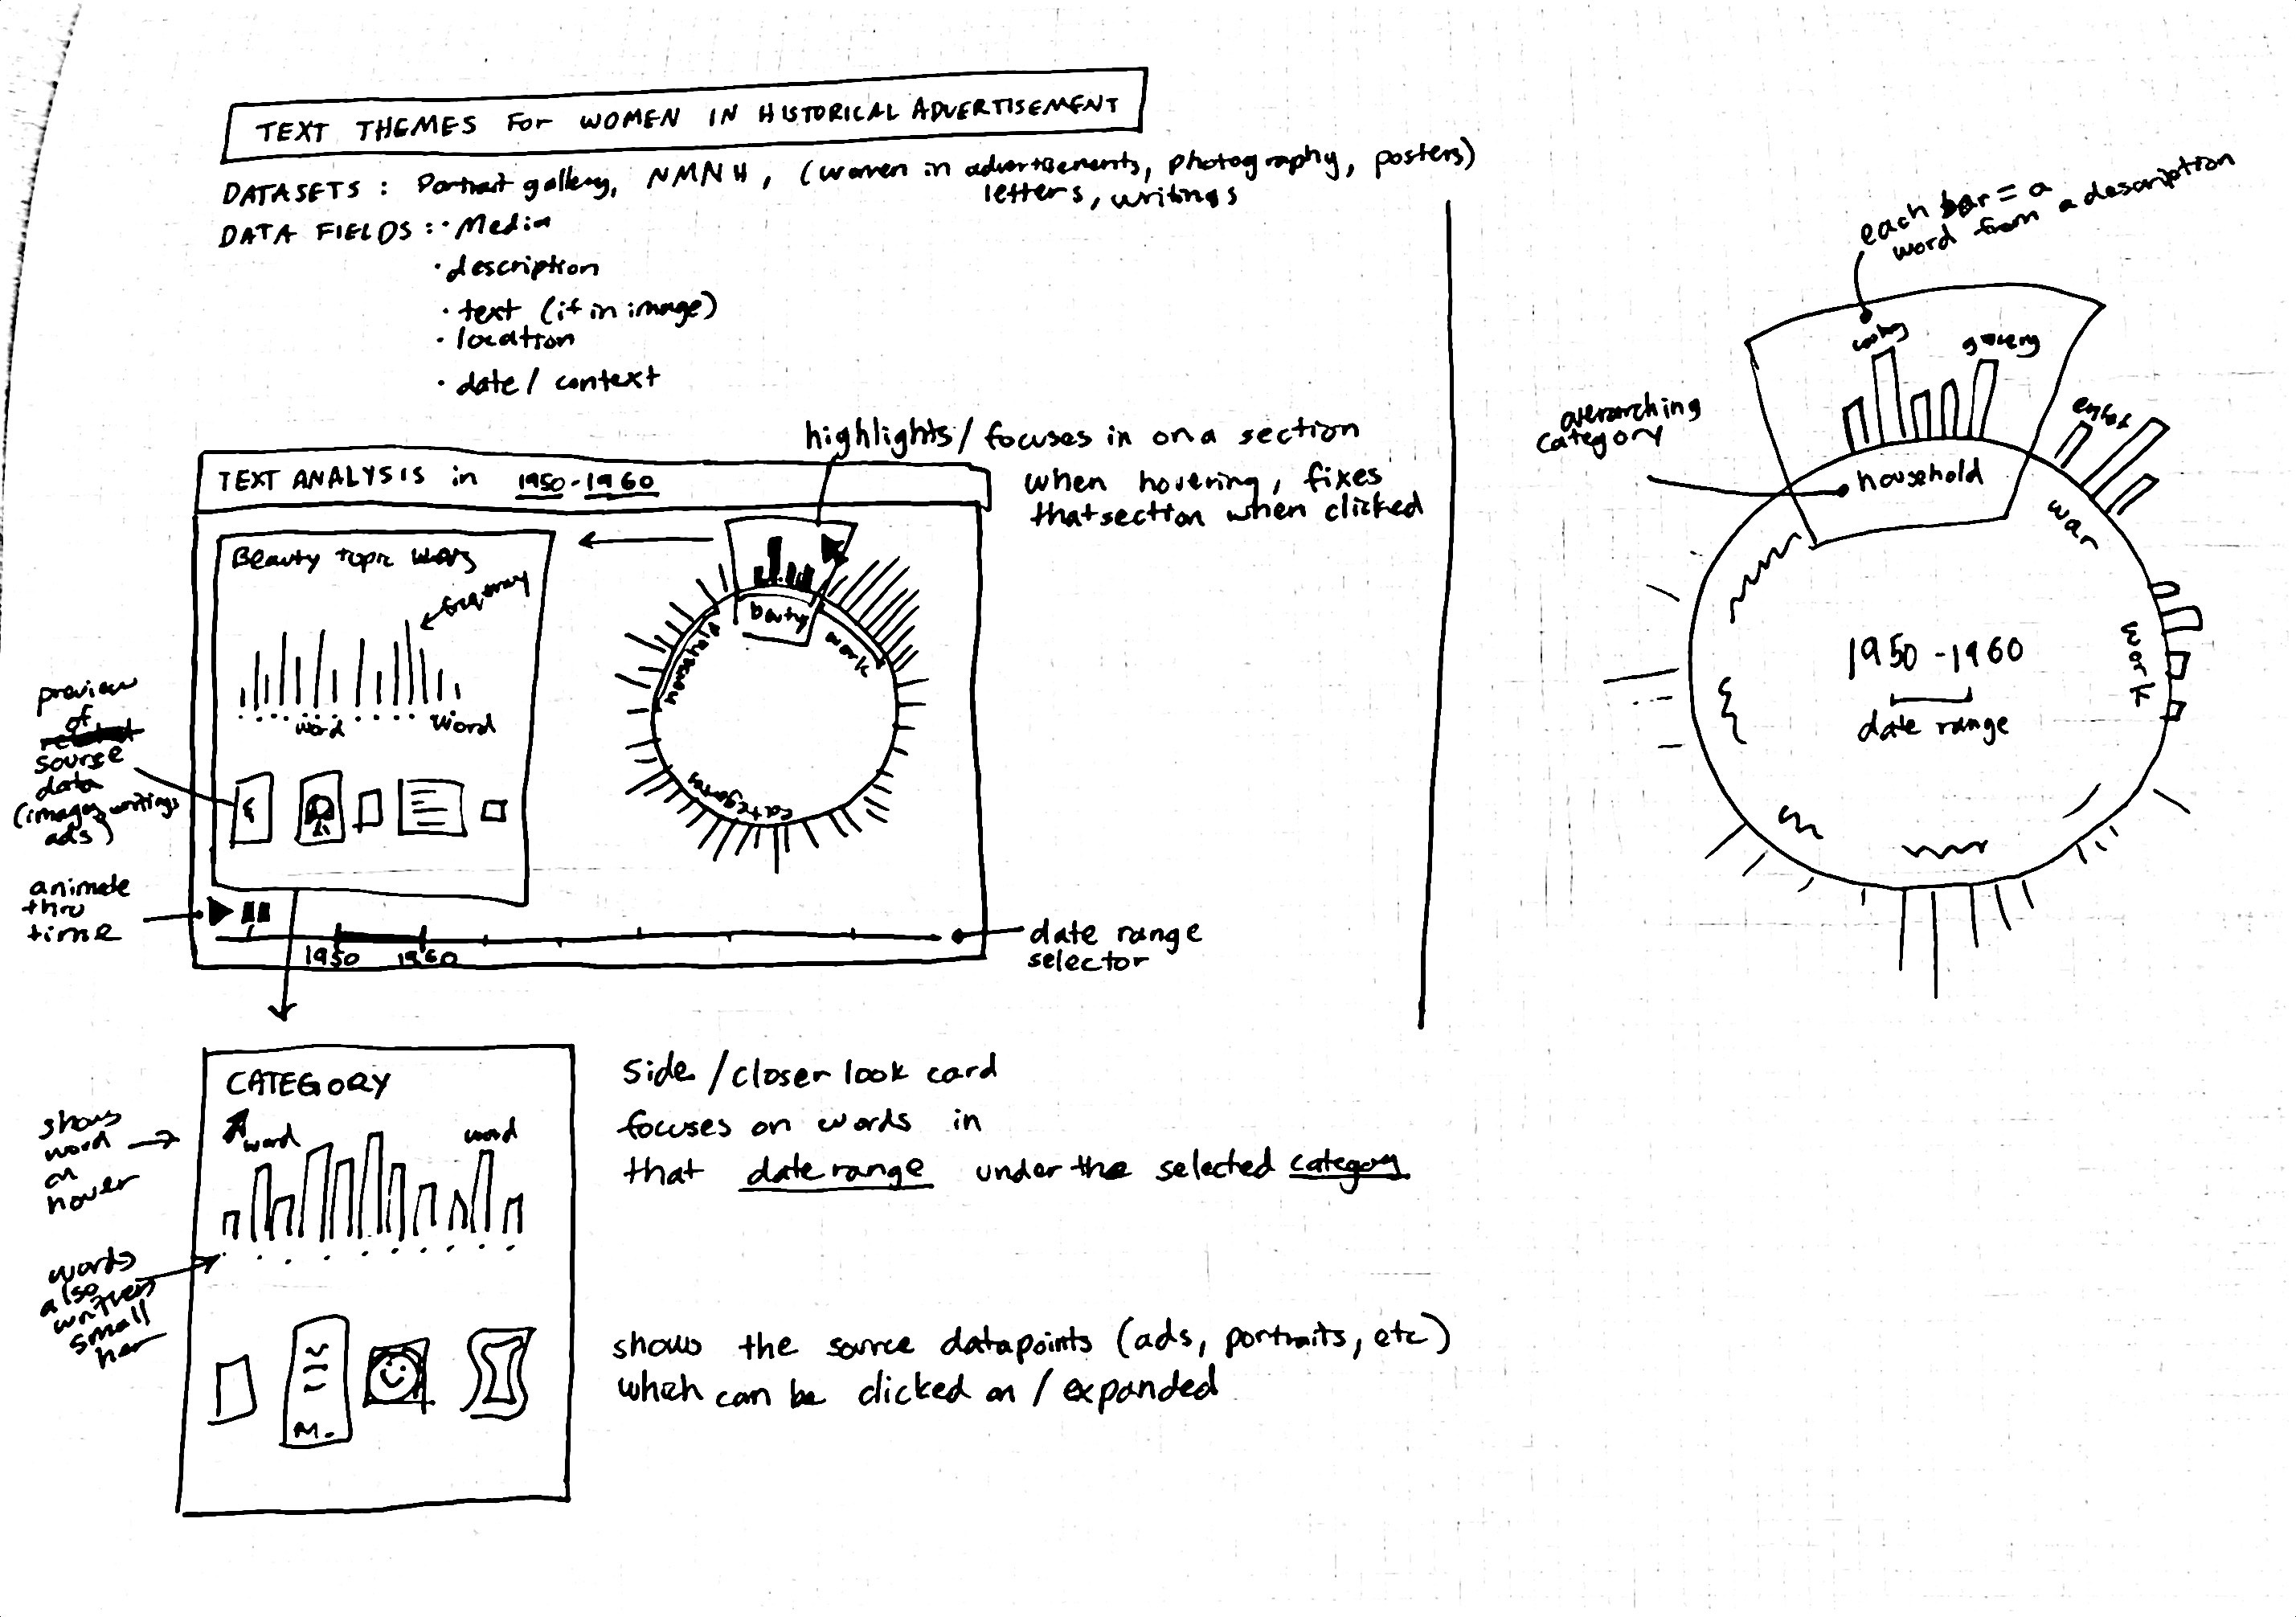 TEXT THEMES For WOMEN IN HISTORICAL ADVERTISEMENT
DATASETS : Portrait gallery, NMNH, (women in advertisements, photography, posters)
letters, writings
DATA FIELDS : · Media
· description
· text (if in image)
· location
· date / context
highlights / focuses in on a section
when hovering, fixes
that section when clicked
TEXT ANALYSIS in 1950-1960
Beauty topic words
frequency
word
word
household
beauty
work
category
preview
of
source
data
(images, writings
ads)
animate
thru
time
1950 1960
date range
selector
CATEGORY
word
word
shows
word
on
hover
words
also
written
small
her
Side / closer look card
focuses on words in
that date range under the selected category
shows the source datapoints (ads, portraits, etc)
which can be clicked on / expanded
M.
each bar = a
word from a description
cooking
grocery
overarching
category
household
war
work
1950 - 1960
date range